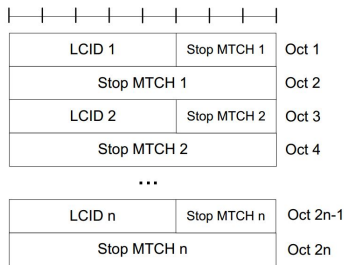 LCID 1 Stop MTCH 1 Oct 1
Stop MTCH 1 Oct 2
LCID 2 Stop MTCH 2 Oct 3
Stop MTCH 2 Oct 4
...
LCID n Stop MTCH n Oct 2n-1
Stop MTCH n Oct 2n